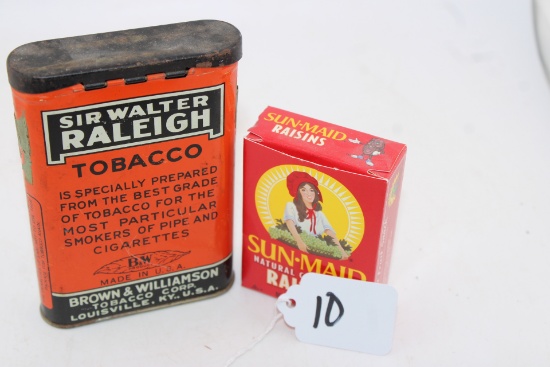 SIR WALTER
RALEIGH
TOBACCO
IS SPECIALLY PREPARED
FROM THE BEST GRADE
OF TOBACCO FOR THE
MOST PARTICULAR
SMOKERS OF PIPE AND
CIGARETTES
B&W
MADE IN U.S.A.
BROWN & WILLIAMSON
TOBACCO CORP.
LOUISVILLE, KY., U.S.A.
SUN-MAID
RAISINS
SUN-MAID
NATURAL
10